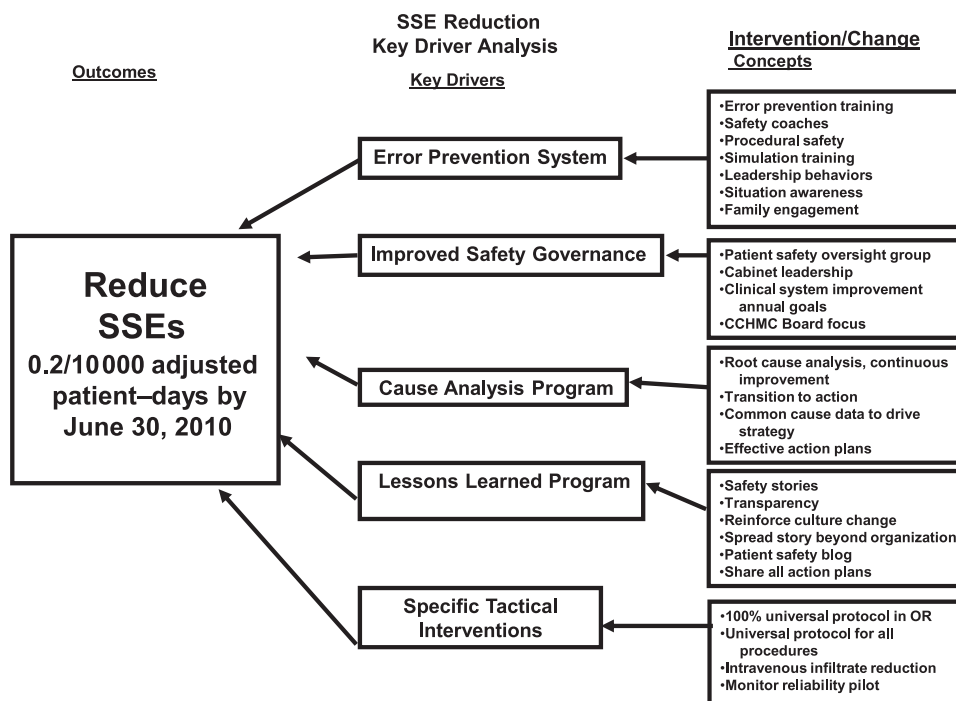 SSE Reduction
Key Driver Analysis
Outcomes
Key Drivers
Intervention/Change
Concepts
Error Prevention System
•Error prevention training
•Safety coaches
•Procedural safety
•Simulation training
•Leadership behaviors
•Situation awareness
•Family engagement
Reduce
SSEs
0.2/10 000 adjusted
patient–days by
June 30, 2010
Improved Safety Governance
•Patient safety oversight group
•Cabinet leadership
•Clinical system improvement
annual goals
•CCHMC Board focus
Cause Analysis Program
•Root cause analysis, continuous
improvement
•Transition to action
•Common cause data to drive
strategy
•Effective action plans
Lessons Learned Program
•Safety stories
•Transparency
•Reinforce culture change
•Spread story beyond organization
•Patient safety blog
•Share all action plans
Specific Tactical
Interventions
•100% universal protocol in OR
•Universal protocol for all
procedures
•Intravenous infiltrate reduction
•Monitor reliability pilot